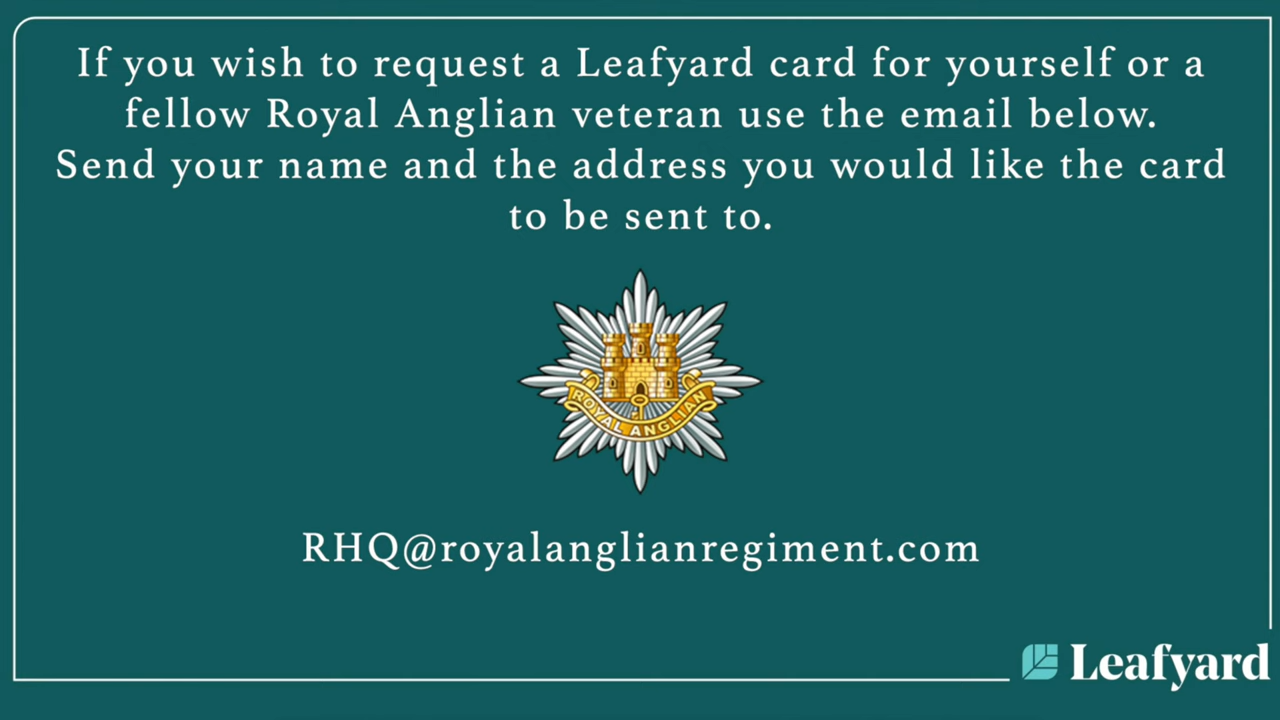 If you wish to request a Leafyard card for yourself or a
fellow Royal Anglian veteran use the email below.
Send your name and the address you would like the card
to be sent to.
ROYAL ANGLIAN
RHQ@royalanglianregiment.com
Leafyard